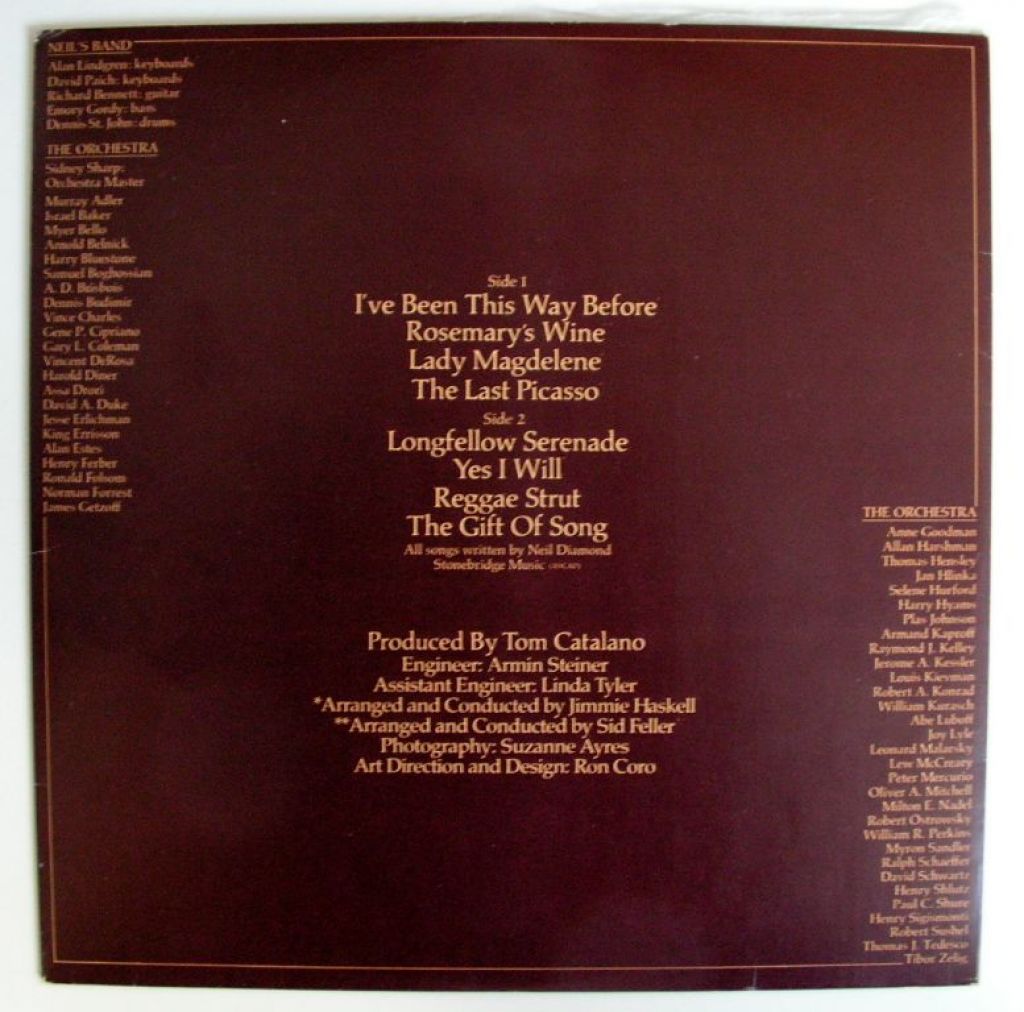 NEIL'S BAND
Alan Lindgren: keyboards
David Paich: keyboards
Richard Bennett: guitar
Emory Gordy: bass
Dennis St. John: drums
THE ORCHESTRA
Sidney Sharp:
Orchestra Master
Murray Adler
Israel Baker
Myer Bello
Arnold Belnick
Harry Bluestone
Samuel Boghossian
A. D. Brisbois
Dennis Budimir
Vince Charles
Gene P. Cipriano
Gary L. Coleman
Vincent DeRosa
Harold Diner
Assa Drori
David A. Duke
Jesse Erlichman
King Errisson
Alan Estes
Henry Ferber
Ronald Folsom
Norman Forrest
James Getzoff
Side 1
I've Been This Way Before
Rosemary's Wine
Lady Magdelene
The Last Picasso
Side 2
Longfellow Serenade
Yes I Will
Reggae Strut
The Gift Of Song
All songs written by Neil Diamond
Stonebridge Music (ASCAP)
Produced By Tom Catalano
Engineer: Armin Steiner
Assistant Engineer: Linda Tyler
*Arranged and Conducted by Jimmie Haskell
**Arranged and Conducted by Sid Feller
Photography: Suzanne Ayres
Art Direction and Design: Ron Coro
THE ORCHESTRA
Anne Goodman
Allan Harshman
Thomas Hensley
Jan Hlinka
Selene Hurford
Harry Hyams
Plas Johnson
Armand Kaproff
Raymond J. Kelley
Jerome A. Kessler
Louis Kievman
Robert A. Konrad
William Kurasch
Abe Luboff
Joy Lyle
Leonard Malarsky
Lew McCreary
Peter Mercurio
Oliver A. Mitchell
Milton E. Nadel
Robert Ostrowsky
William R. Perkins
Myron Sandler
Ralph Schaeffer
David Schwartz
Henry Shlutz
Paul C. Shure
Henry Sigismonti
Robert Sushel
Thomas J. Tedesco
Tibor Zelig